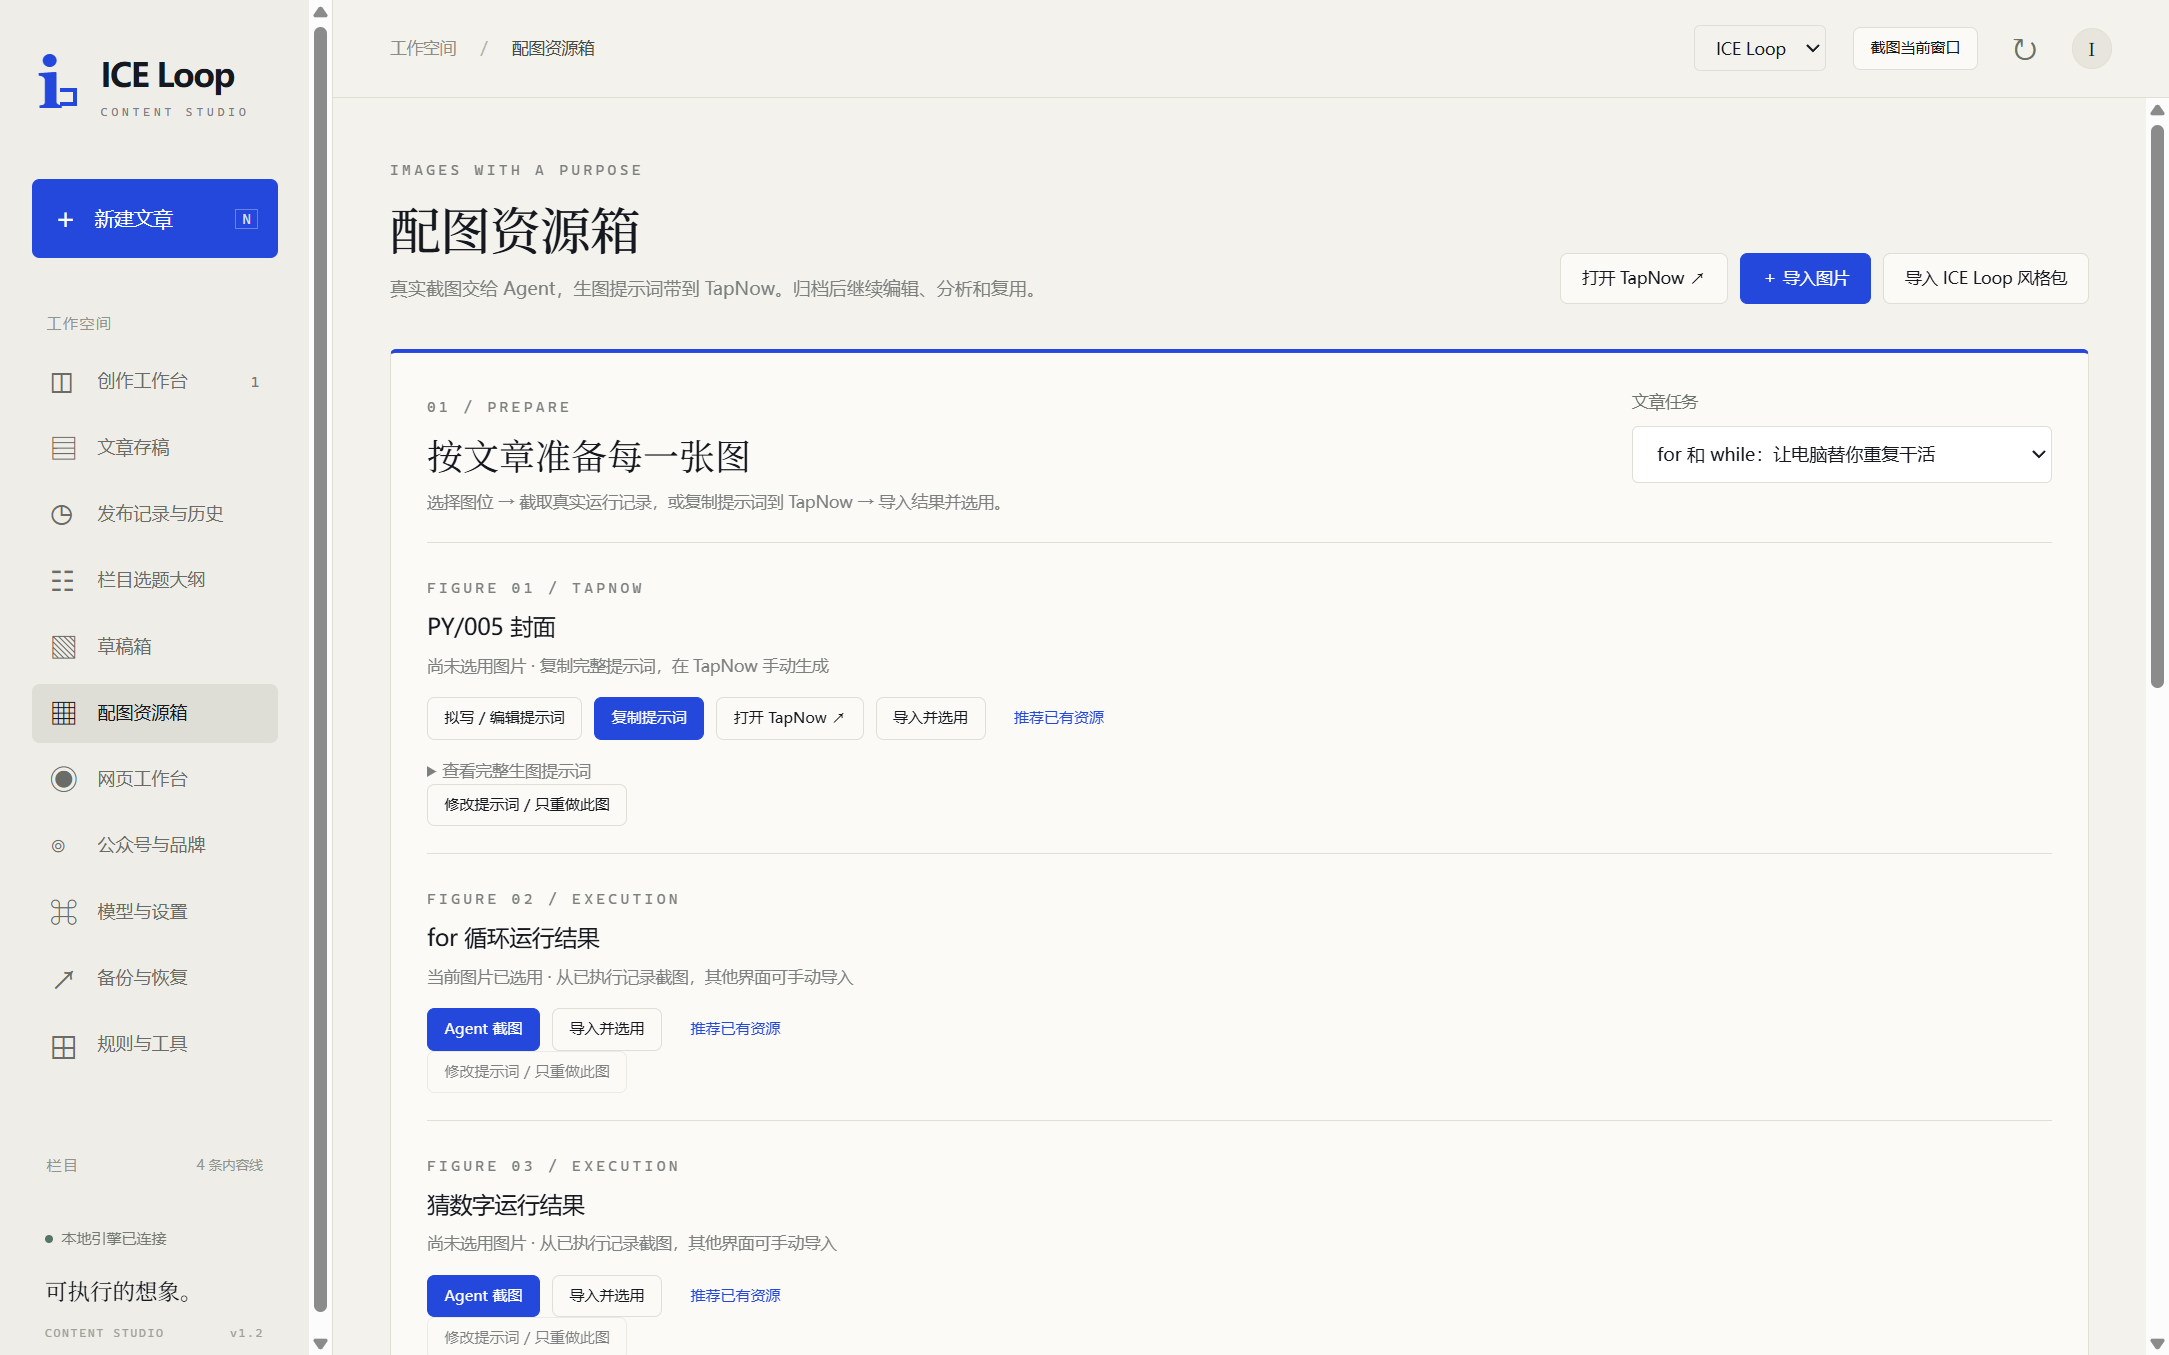 ICE Loop
CONTENT STUDIO
+ 新建文章 N
工作空间
创作工作台 1
文章存稿
发布记录与历史
栏目选题大纲
草稿箱
配图资源箱
网页工作台
公众号与品牌
模型与设置
备份与恢复
规则与工具
栏目 4 条内容线
本地引擎已连接
可执行的想象。
CONTENT STUDIO v1.2
工作空间 / 配图资源箱
ICE Loop
截图当前窗口
I
IMAGES WITH A PURPOSE
配图资源箱
真实截图交给 Agent，生图提示词带到 TapNow。归档后继续编辑、分析和复用。
打开 TapNow ↗
+ 导入图片
导入 ICE Loop 风格包
01 / PREPARE
按文章准备每一张图
选择图位 → 截取真实运行记录，或复制提示词到 TapNow → 导入结果并选用。
文章任务
for 和 while：让电脑替你重复干活
FIGURE 01 / TAPNOW
PY/005 封面
尚未选用图片 · 复制完整提示词，在 TapNow 手动生成
拟写 / 编辑提示词
复制提示词
打开 TapNow ↗
导入并选用
推荐已有资源
▶ 查看完整生图提示词
修改提示词 / 只重做此图
FIGURE 02 / EXECUTION
for 循环运行结果
当前图片已选用 · 从已执行记录截图，其他界面可手动导入
Agent 截图
导入并选用
推荐已有资源
修改提示词 / 只重做此图
FIGURE 03 / EXECUTION
猜数字运行结果
尚未选用图片 · 从已执行记录截图，其他界面可手动导入
Agent 截图
导入并选用
推荐已有资源
修改提示词 / 只重做此图